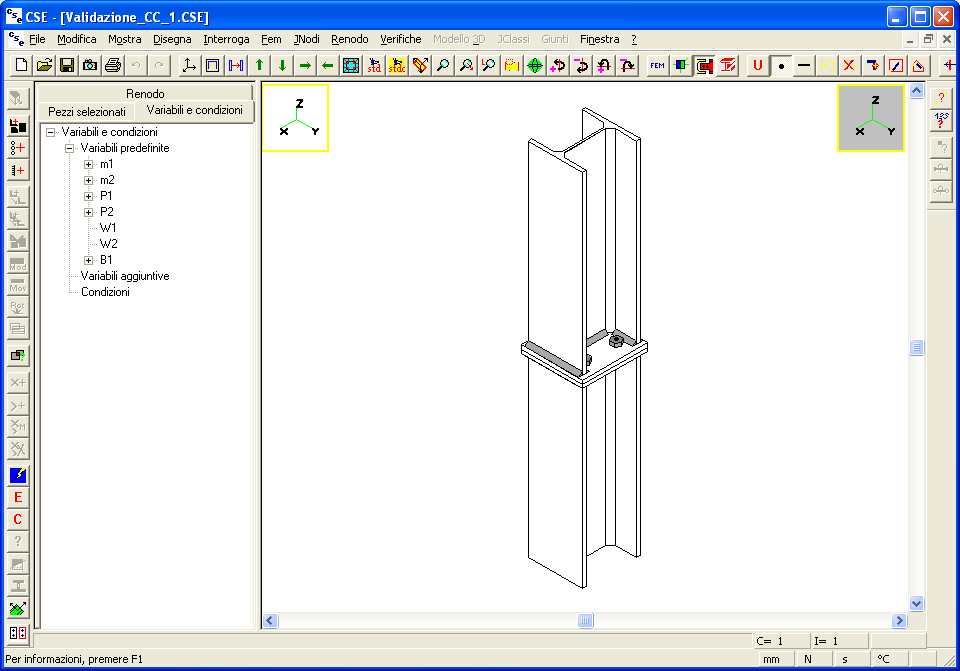 CSE - [Validazione_CC_1.CSE]
File Modifica Mostra Disegna Interroga Fem JNodi Renodo Verifiche Modello 3D JClassi Giunti Finestra ?
std stdc FEM U
Renodo
Pezzi selezionati Variabili e condizioni
Variabili e condizioni
Variabili predefinite
m1
m2
P1
P2
W1
W2
B1
Variabili aggiuntive
Condizioni
Z
X Y
Z
X Y
Mod
Mov
Rot
E
C
?
?
123
?
C= 1 I= 1
Per informazioni, premere F1 mm N s °C